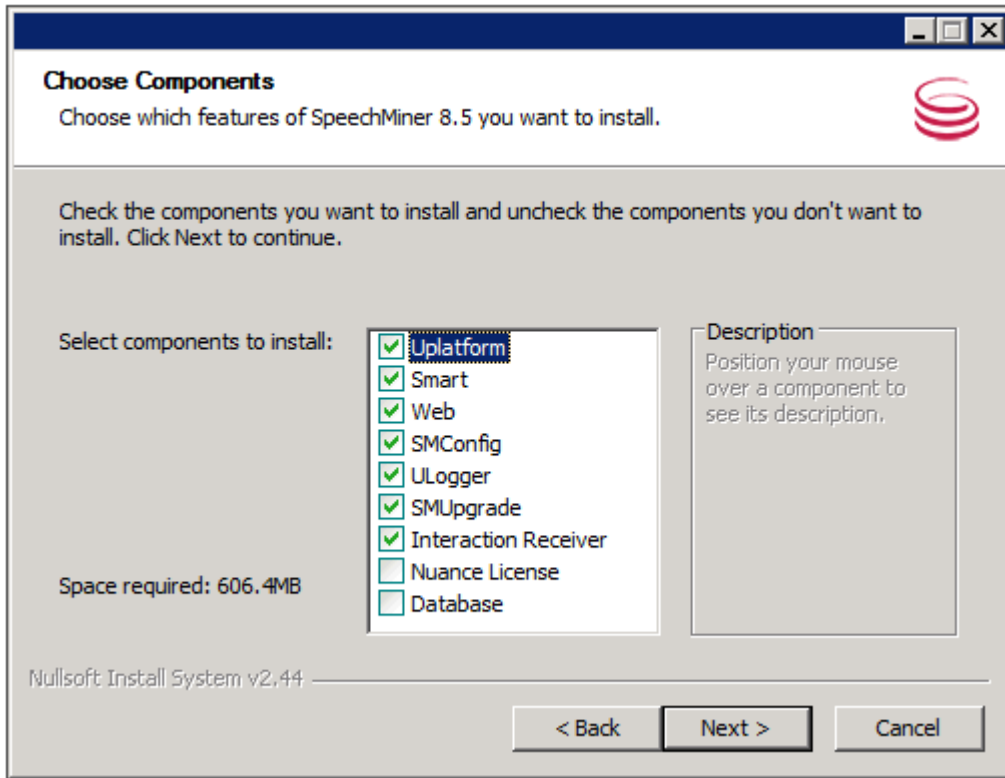 Choose Components
Choose which features of SpeechMiner 8.5 you want to install.
Check the components you want to install and uncheck the components you don't want to
install. Click Next to continue.
Select components to install:
Uplatform
Smart
Web
SMConfig
ULogger
SMUpgrade
Interaction Receiver
Nuance License
Database
Description
Position your mouse
over a component to
see its description.
Space required: 606.4MB
Nullsoft Install System v2.44
< Back
Next >
Cancel